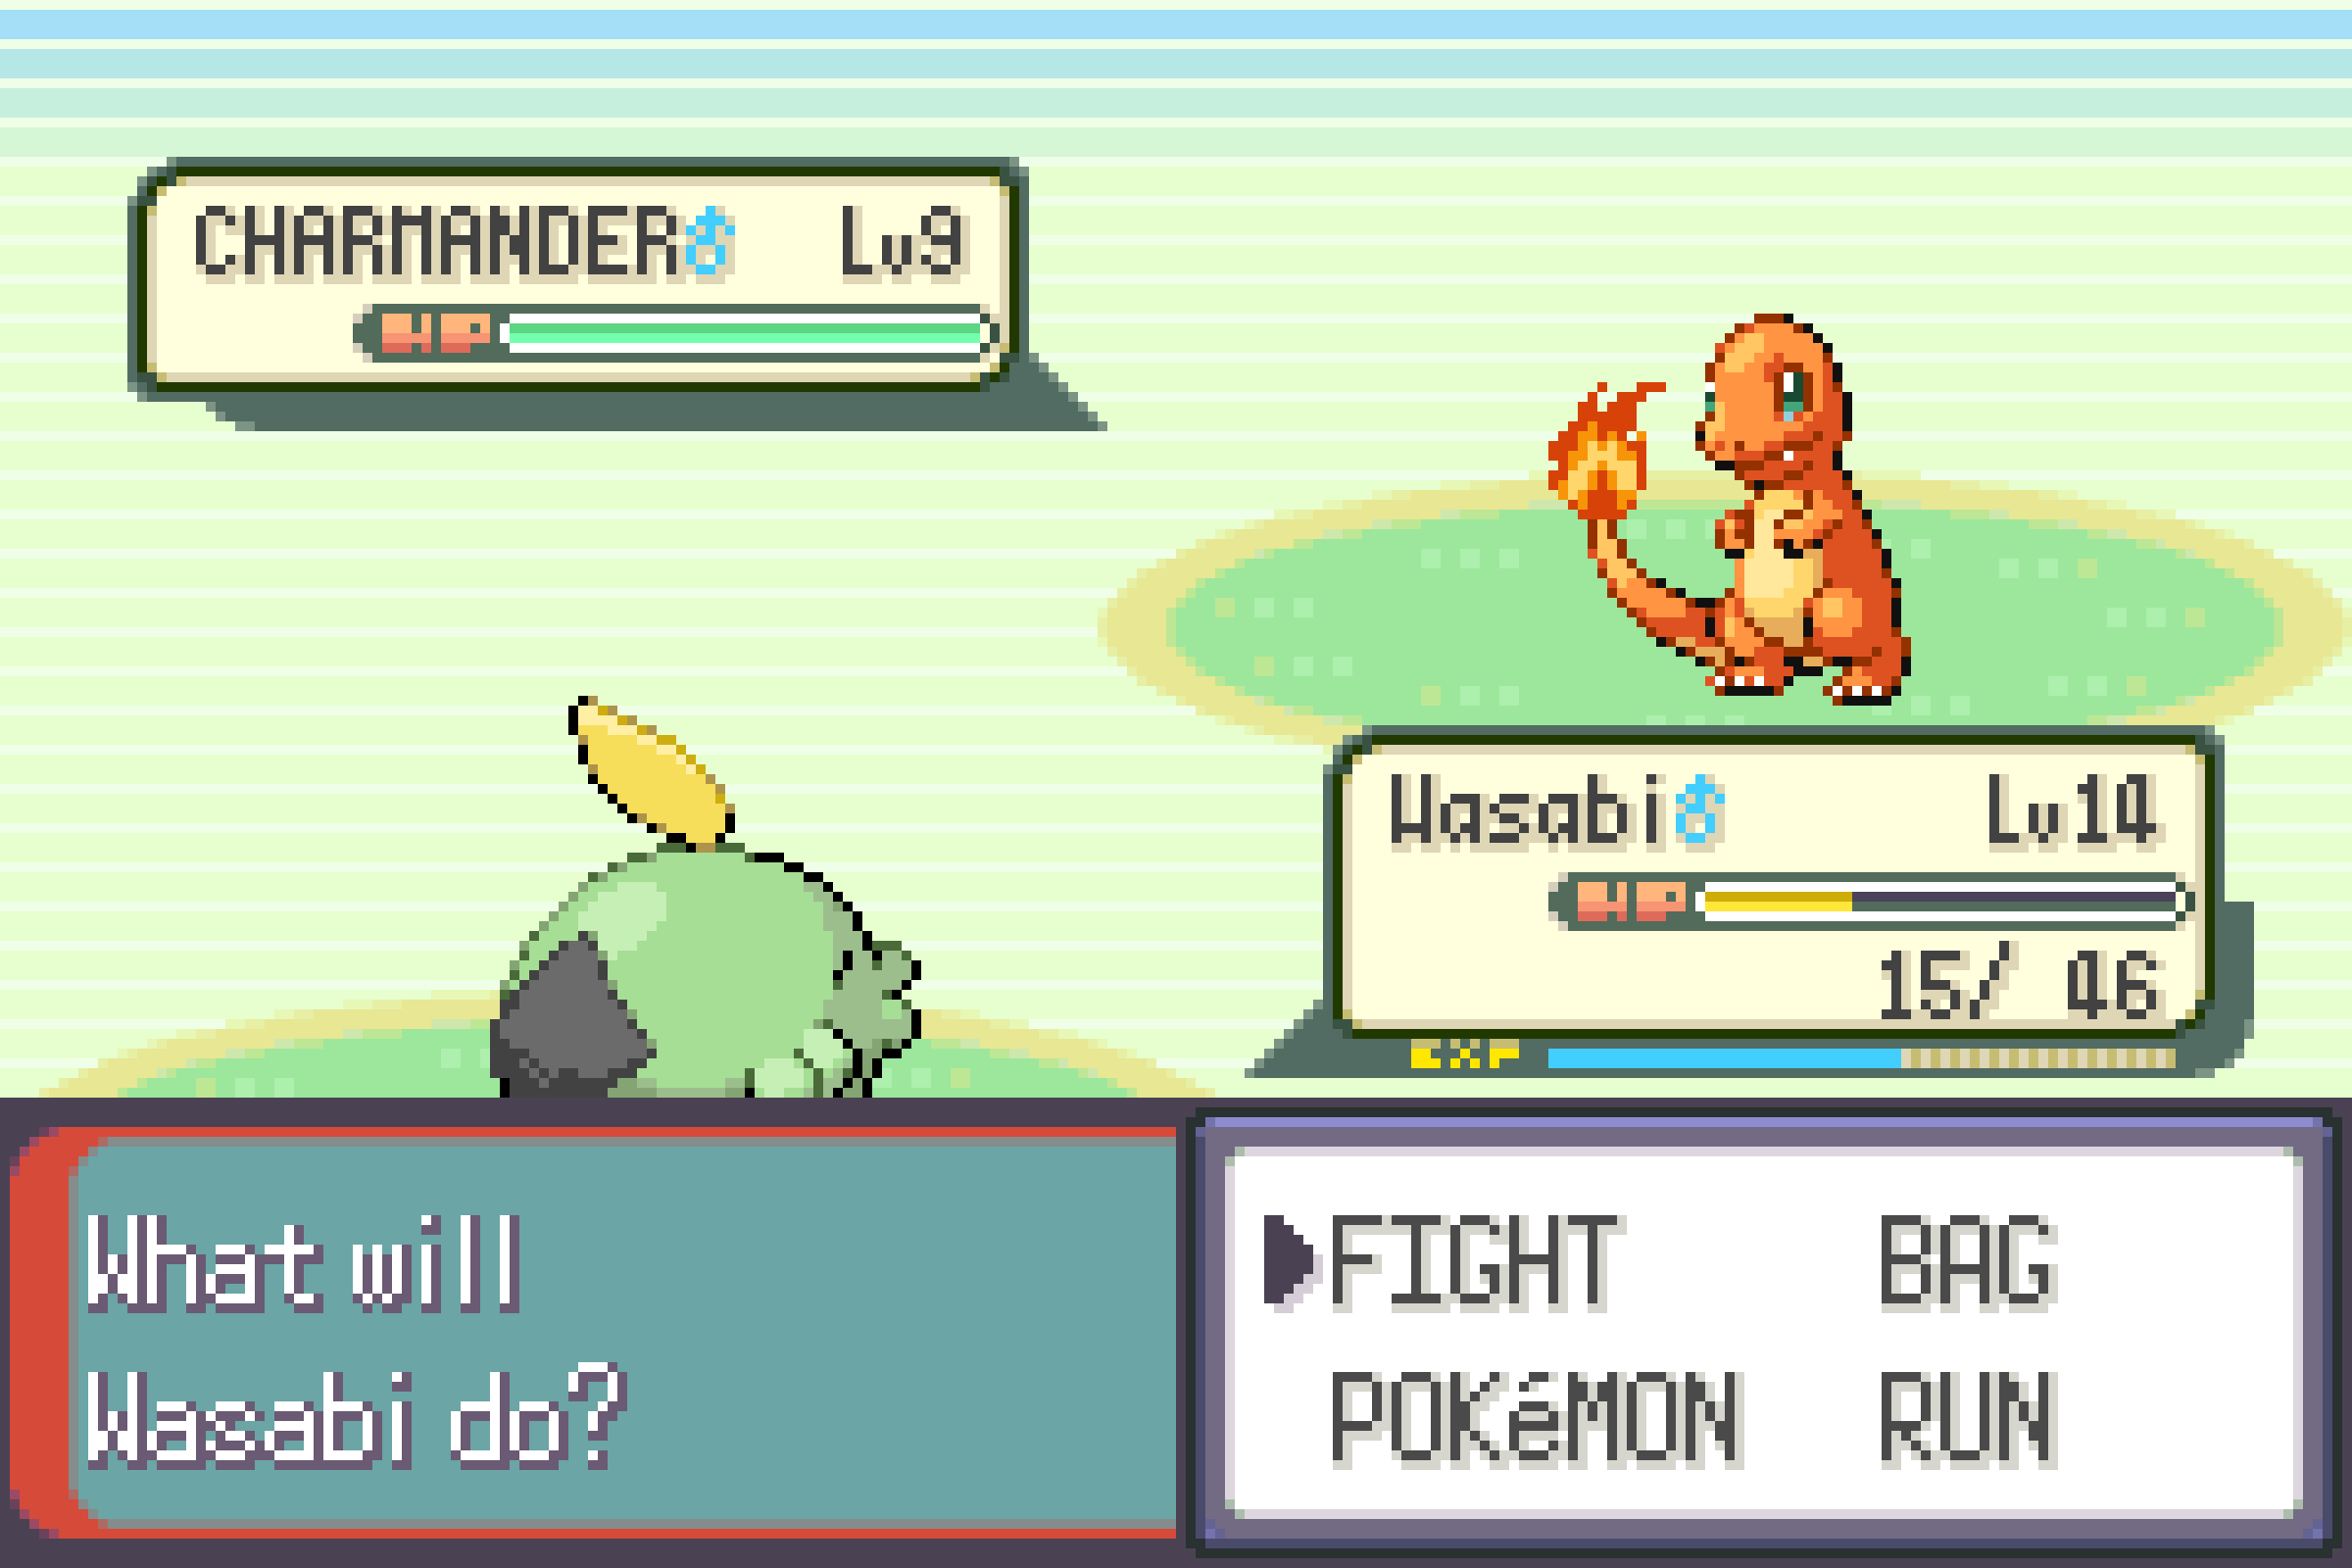 CHARMANDER♂ Lv9
HP
Wasabi♂ Lv14
HP
15/ 46
EXP
What will
Wasabi do?
FIGHT BAG
POKéMON RUN